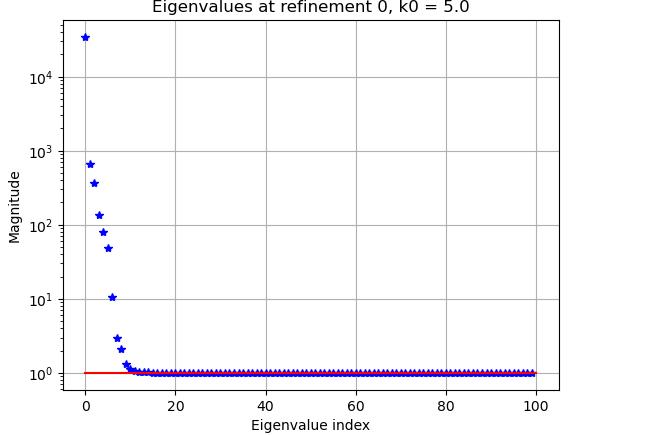 Eigenvalues at refinement 0, k0 = 5.0
10⁴
10³
10²
10¹
10⁰
Magnitude
0 20 40 60 80 100
Eigenvalue index